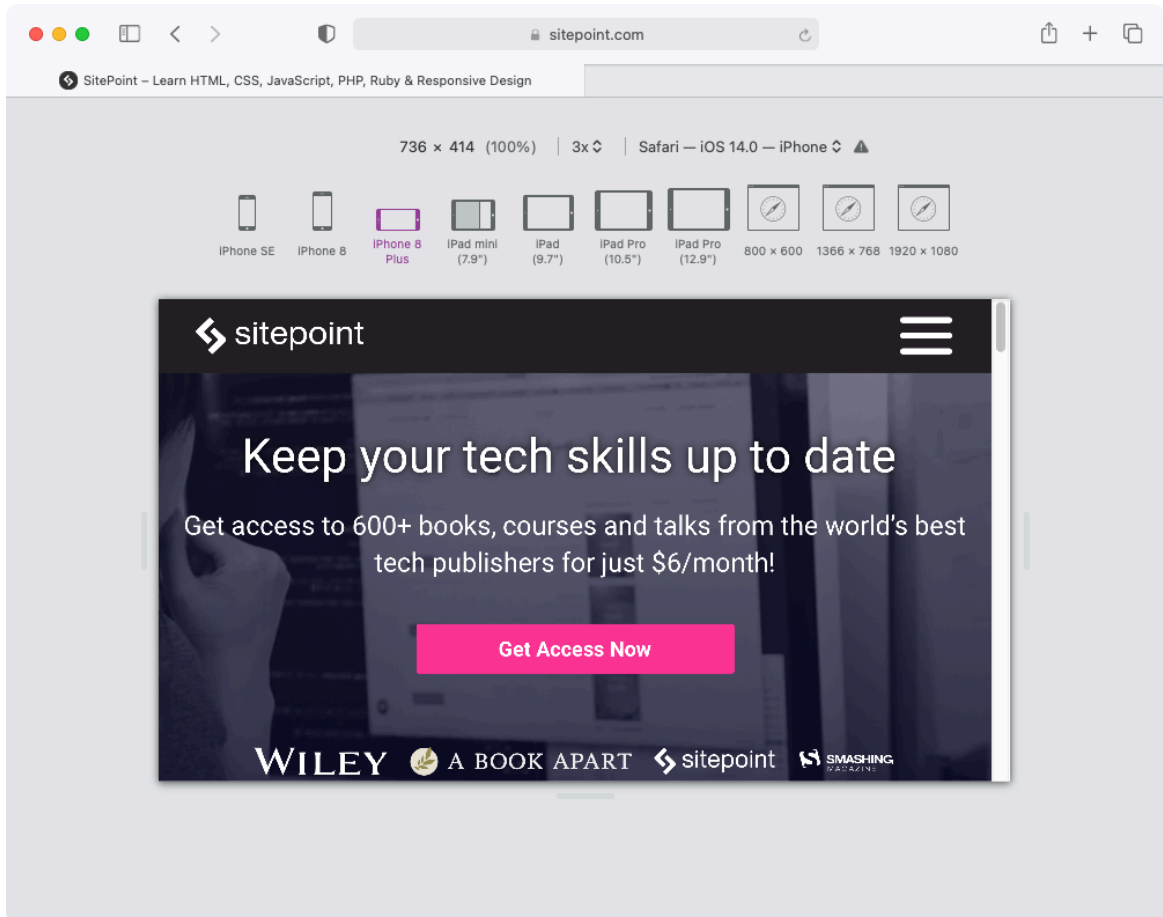 sitepoint.com
SitePoint – Learn HTML, CSS, JavaScript, PHP, Ruby & Responsive Design
736 × 414 (100%) 3x Safari — iOS 14.0 — iPhone
iPhone SE
iPhone 8
iPhone 8
Plus
iPad mini
(7.9")
iPad
(9.7")
iPad Pro
(10.5")
iPad Pro
(12.9")
800 × 600
1366 × 768
1920 × 1080
sitepoint
Keep your tech skills up to date
Get access to 600+ books, courses and talks from the world’s best
tech publishers for just $6/month!
Get Access Now
WILEY
A BOOK APART
sitepoint
SMASHING
MAGAZINE